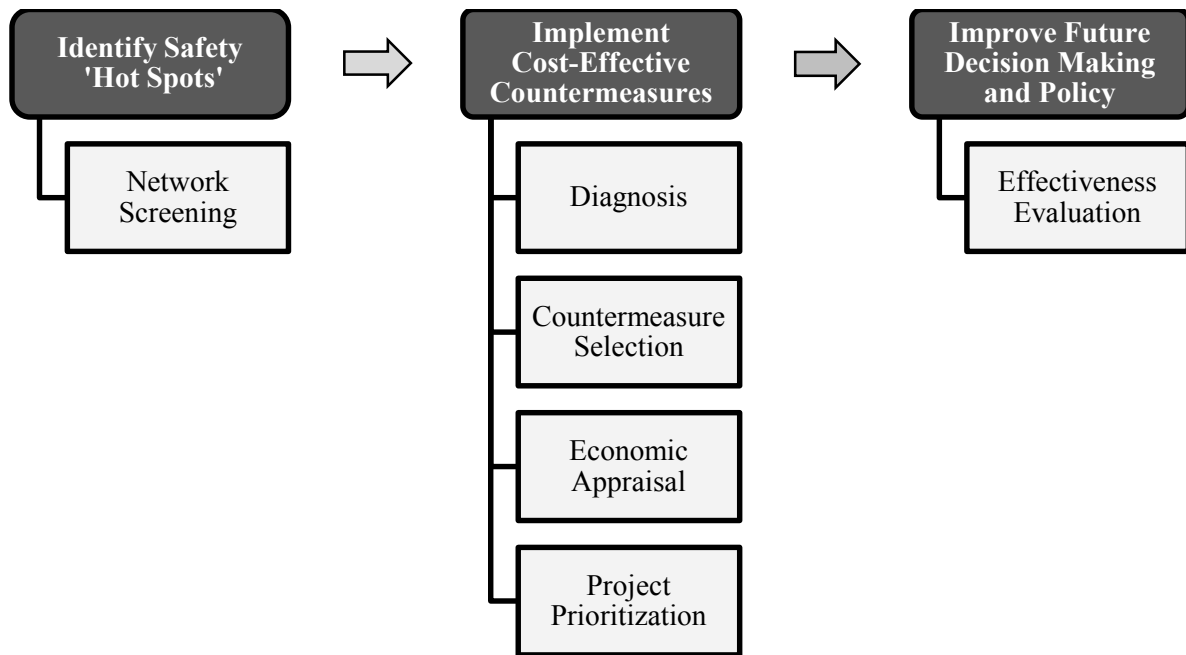 Identify Safety
'Hot Spots'
Network
Screening
Implement
Cost-Effective
Countermeasures
Diagnosis
Countermeasure
Selection
Economic
Appraisal
Project
Prioritization
Improve Future
Decision Making
and Policy
Effectiveness
Evaluation